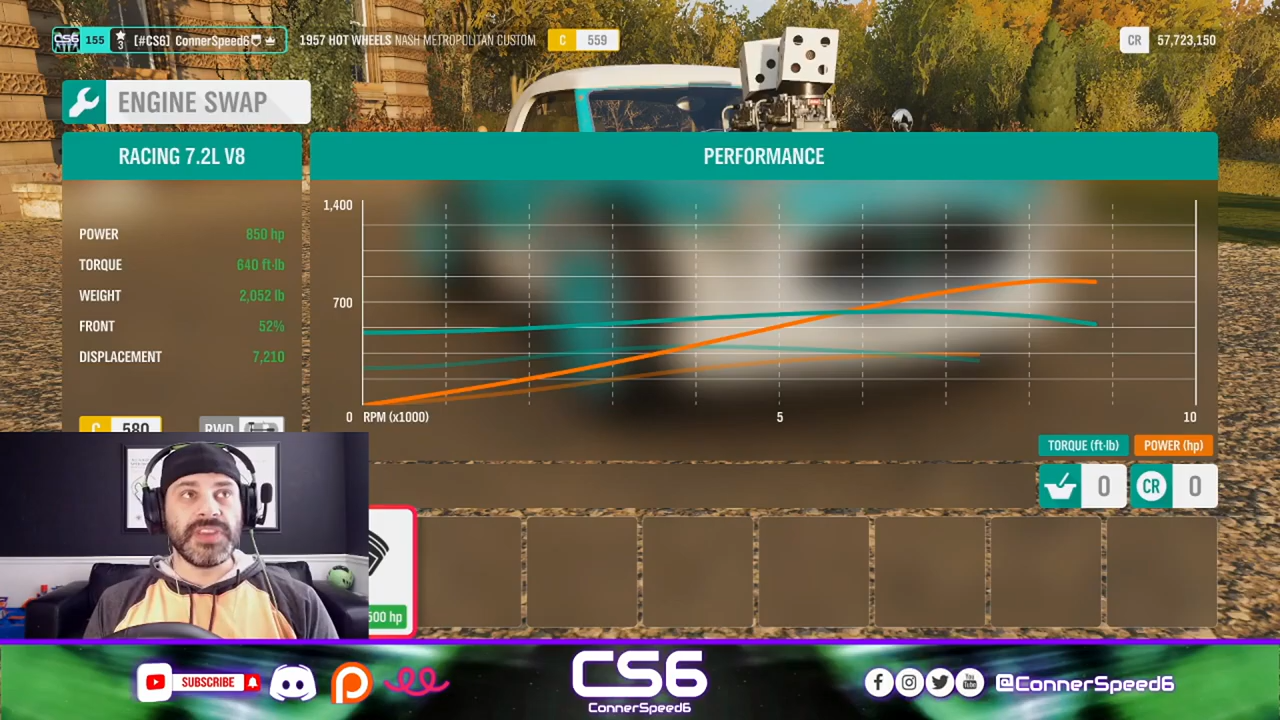 CS6 155 3 [#CS6] ConnerSpeed6 1957 HOT WHEELS NASH METROPOLITAN CUSTOM C 559 CR 57,723,150
ENGINE SWAP
RACING 7.2L V8
POWER 850 hp
TORQUE 640 ft·lb
WEIGHT 2,052 lb
FRONT 52%
DISPLACEMENT 7,210
C 580 RWD
PERFORMANCE
1,400
700
0 RPM (x1000) 5 10
TORQUE (ft·lb) POWER (hp)
0 CR 0
500 hp
SUBSCRIBE
CS6
ConnerSpeed6
You Tube
@ConnerSpeed6